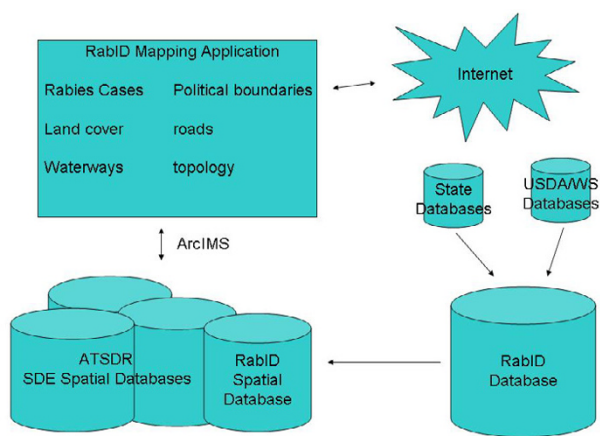 RabID Mapping Application
Rabies Cases Political boundaries
Land cover roads
Waterways topology
Internet
State
Databases
USDA/WS
Databases
ArcIMS
ATSDR
SDE Spatial Databases
RabID
Spatial
Database
RabID
Database